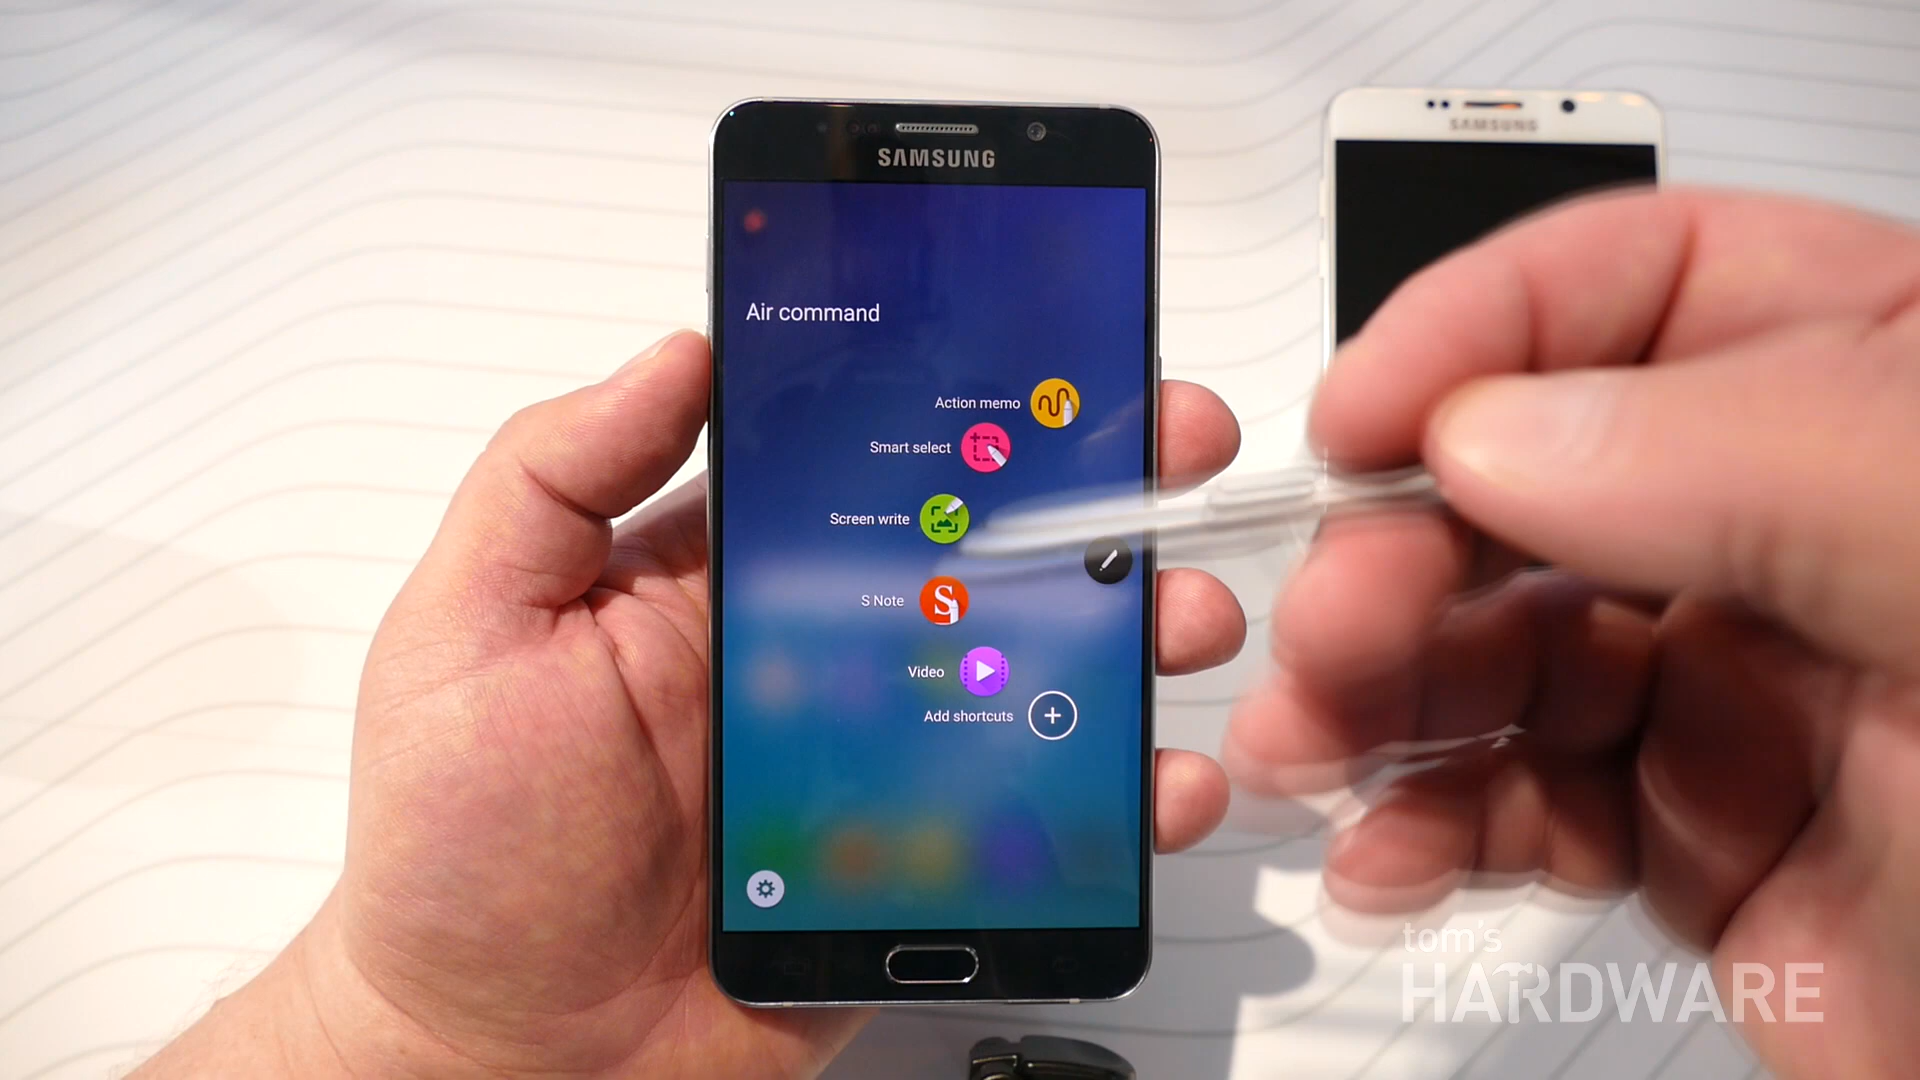 SAMSUNG
SAMSUNG
Air command
Action memo
Smart select
Screen write
S Note
Video
Add shortcuts
tom's
HARDWARE